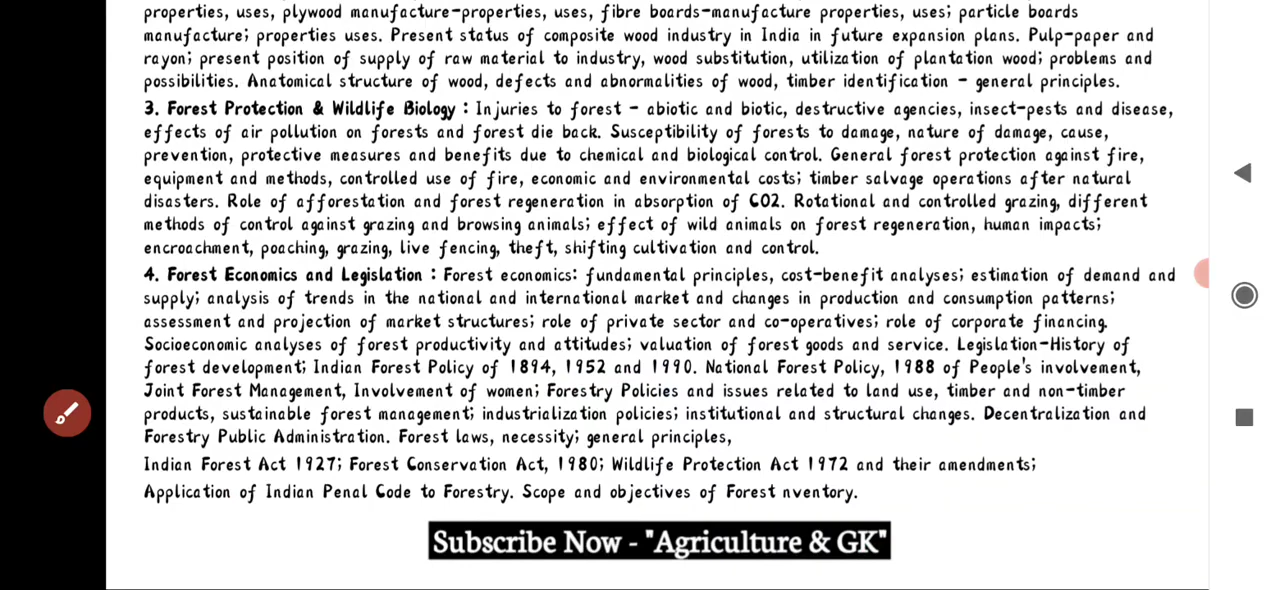 properties, uses, plywood manufacture-properties, uses, fibre boards-manufacture properties, uses; particle boards
manufacture; properties uses. Present status of composite wood industry in India in future expansion plans. Pulp-paper and
rayon; present position of supply of raw material to industry, wood substitution, utilization of plantation wood; problems and
possibilities. Anatomical structure of wood, defects and abnormalities of wood, timber identification - general principles.
3. Forest Protection & Wildlife Biology : Injuries to forest - abiotic and biotic, destructive agencies, insect-pests and disease,
effects of air pollution on forests and forest die back. Susceptibility of forests to damage, nature of damage, cause,
prevention, protective measures and benefits due to chemical and biological control. General forest protection against fire,
equipment and methods, controlled use of fire, economic and environmental costs; timber salvage operations after natural
disasters. Role of afforestation and forest regeneration in absorption of CO2. Rotational and controlled grazing, different
methods of control against grazing and browsing animals; effect of wild animals on forest regeneration, human impacts;
encroachment, poaching, grazing, live fencing, theft, shifting cultivation and control.
4. Forest Economics and Legislation : Forest economics: fundamental principles, cost-benefit analyses; estimation of demand and
supply; analysis of trends in the national and international market and changes in production and consumption patterns;
assessment and projection of market structures; role of private sector and co-operatives; role of corporate financing.
Socioeconomic analyses of forest productivity and attitudes; valuation of forest goods and service. Legislation-History of
forest development; Indian Forest Policy of 1894, 1952 and 1990. National Forest Policy, 1988 of People's involvement,
Joint Forest Management, Involvement of women; Forestry Policies and issues related to land use, timber and non-timber
products, sustainable forest management; industrialization policies; institutional and structural changes. Decentralization and
Forestry Public Administration. Forest laws, necessity; general principles,
Indian Forest Act 1927; Forest Conservation Act, 1980; Wildlife Protection Act 1972 and their amendments;
Application of Indian Penal Code to Forestry. Scope and objectives of Forest nventory.
Subscribe Now - "Agriculture & GK"